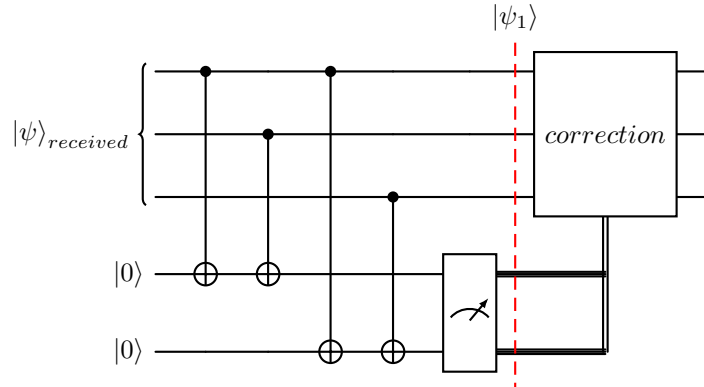 |ψ₁⟩
|ψ⟩received
correction
|0⟩
|0⟩